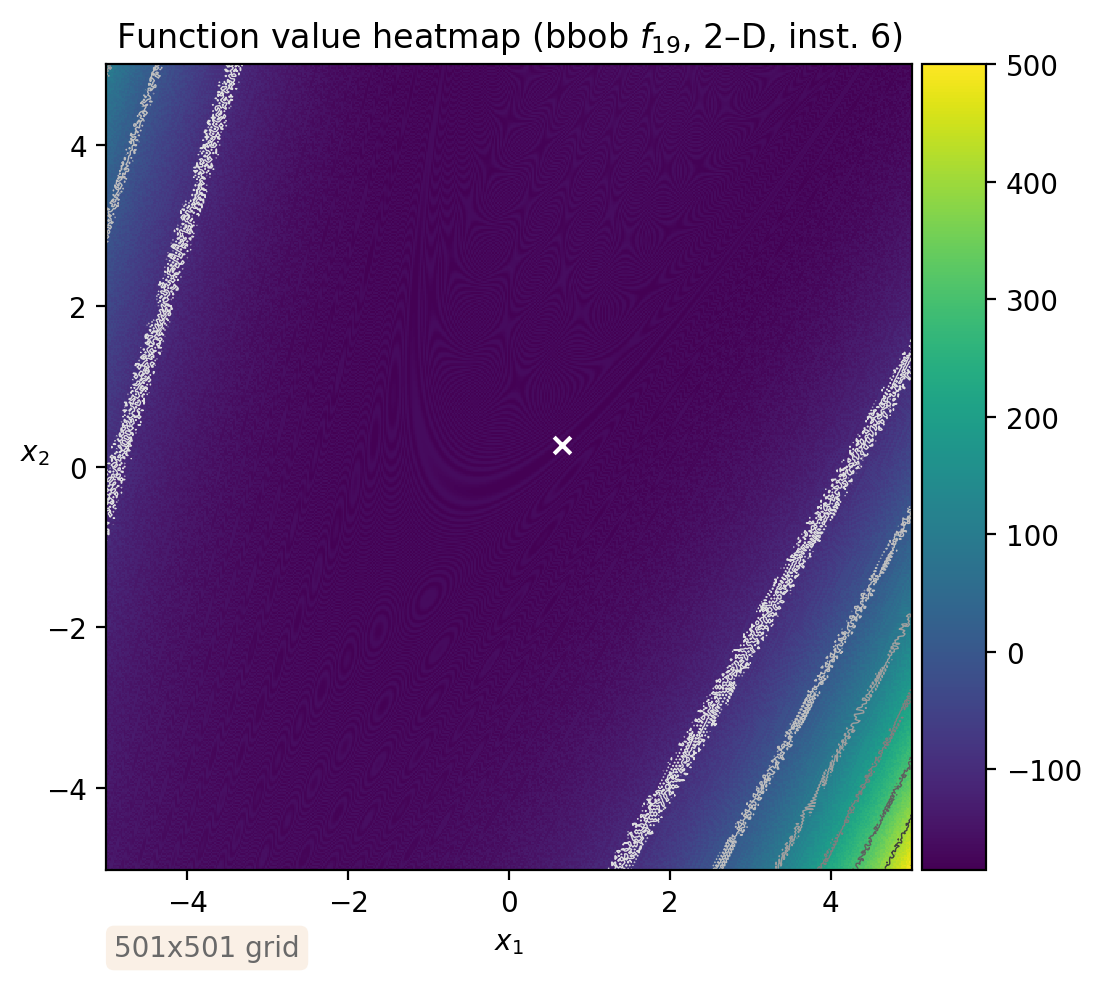 Function value heatmap (bbob f₁₉, 2–D, inst. 6)
500
400
300
200
100
0
−100
4
2
0
−2
−4
x₂
−4 −2 0 2 4
x₁
501x501 grid